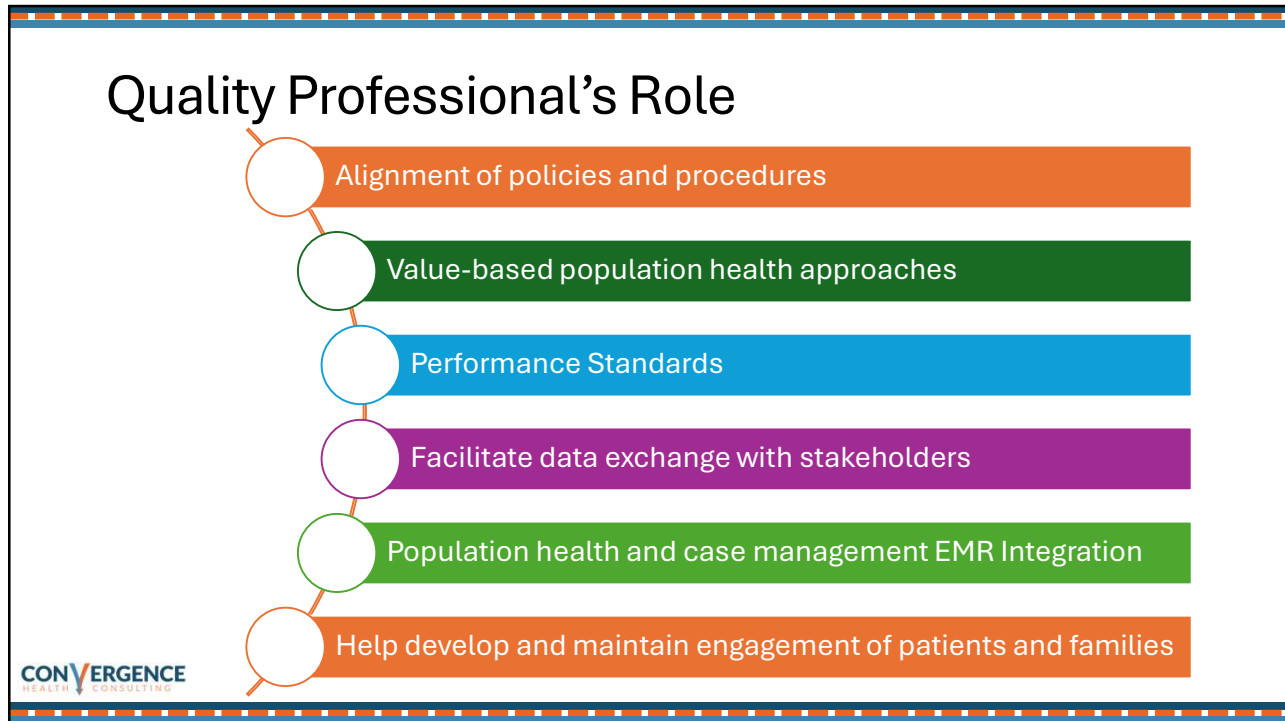 Quality Professional’s Role
Alignment of policies and procedures
Value-based population health approaches
Performance Standards
Facilitate data exchange with stakeholders
Population health and case management EMR Integration
Help develop and maintain engagement of patients and families
CONVERGENCE
HEALTH CONSULTING